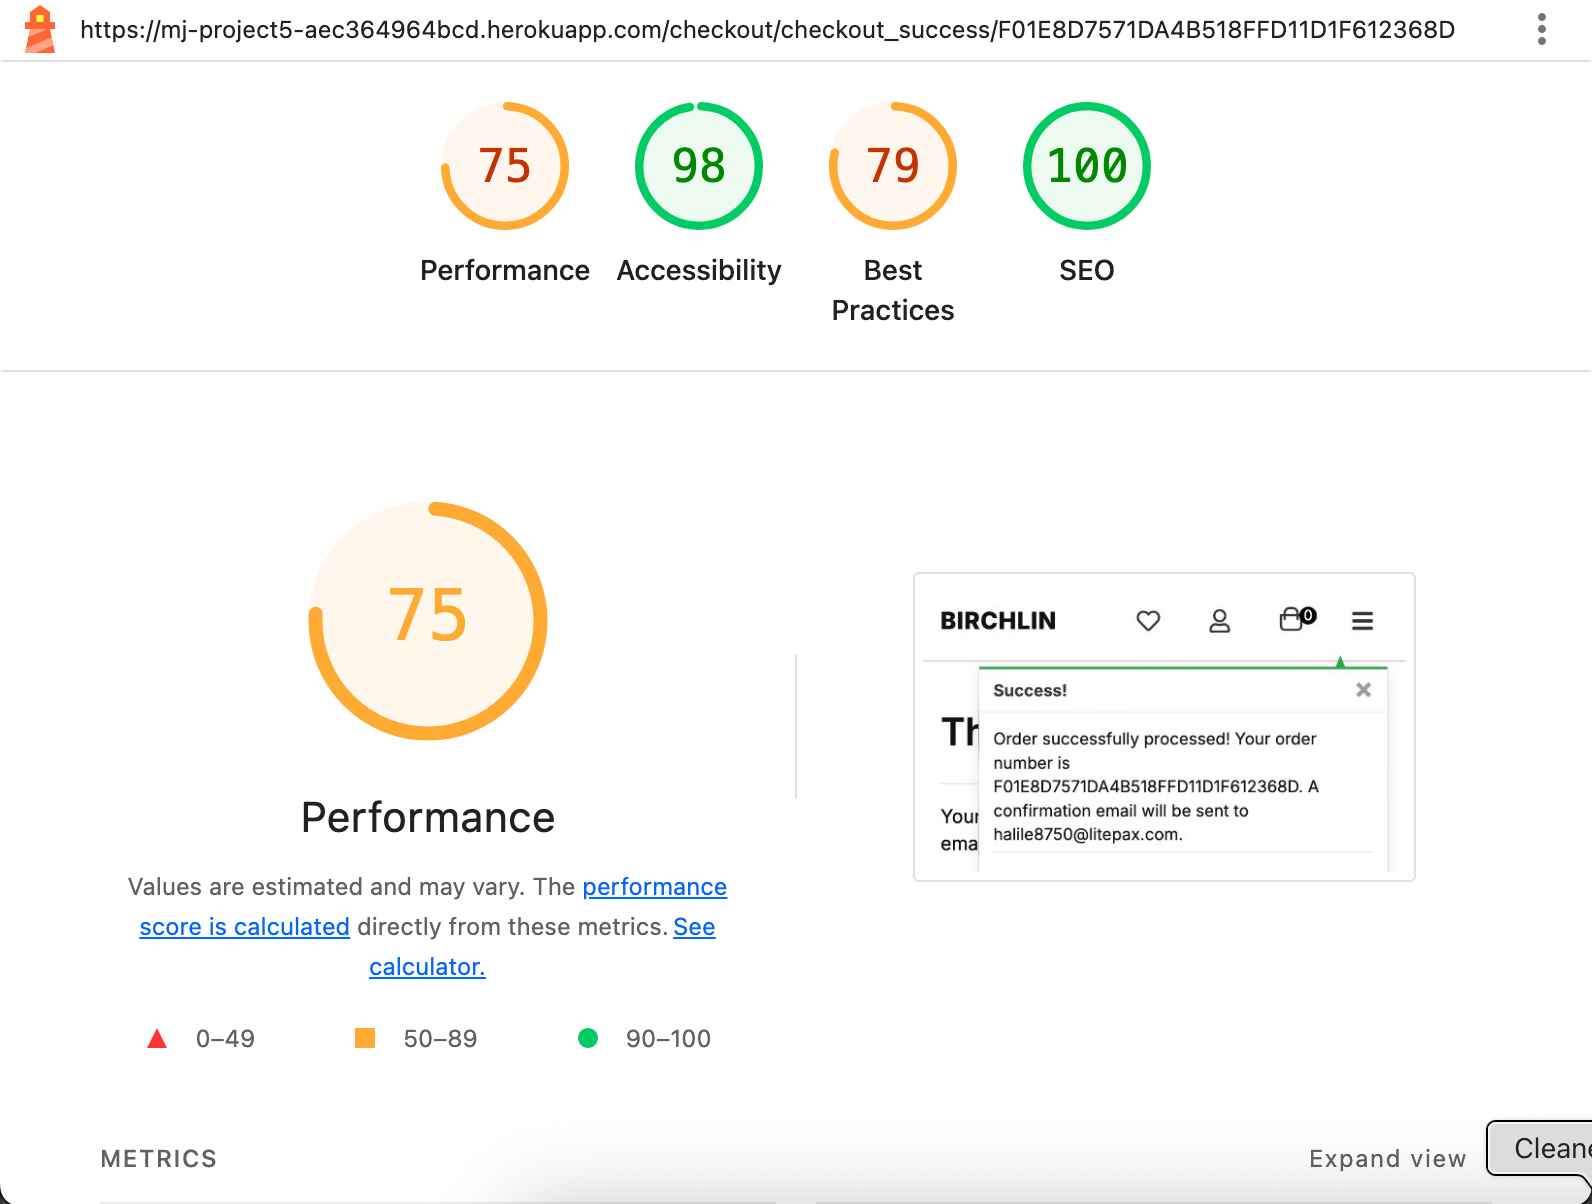 https://mj-project5-aec364964bcd.herokuapp.com/checkout/checkout_success/F01E8D7571DA4B518FFD11D1F612368D
75
98
79
100
Performance
Accessibility
Best
Practices
SEO
75
Performance
Values are estimated and may vary. The performance
score is calculated directly from these metrics. See
calculator.
0–49
50–89
90–100
BIRCHLIN
0
Success!
Th
Order successfully processed! Your order
number is
F01E8D7571DA4B518FFD11D1F612368D. A
confirmation email will be sent to
halile8750@litepax.com.
Your
ema
METRICS
Expand view
Cleane